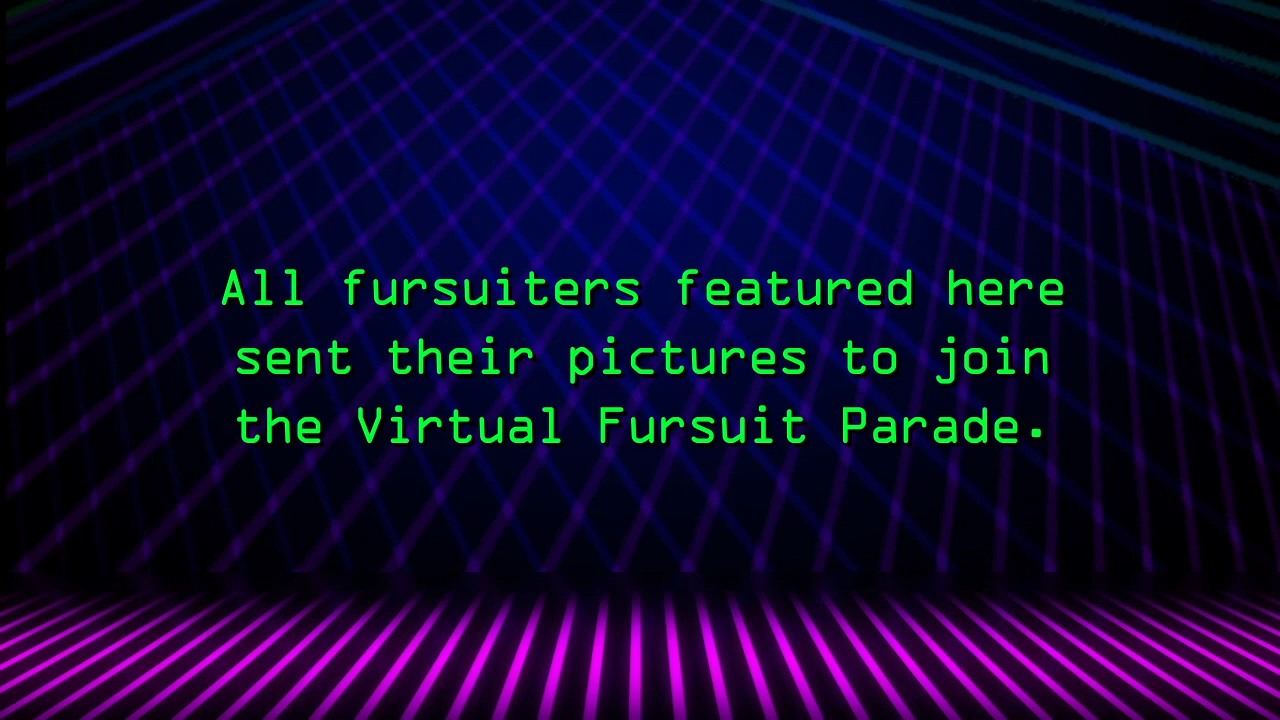 All fursuiters featured here
sent their pictures to join
the Virtual Fursuit Parade.